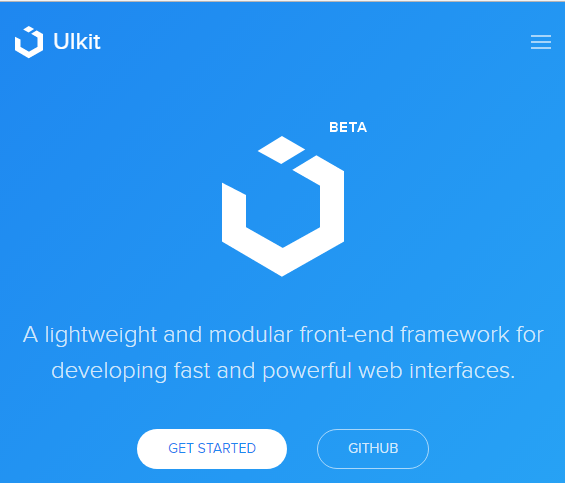 UIkit
BETA
A lightweight and modular front-end framework for
developing fast and powerful web interfaces.
GET STARTED
GITHUB